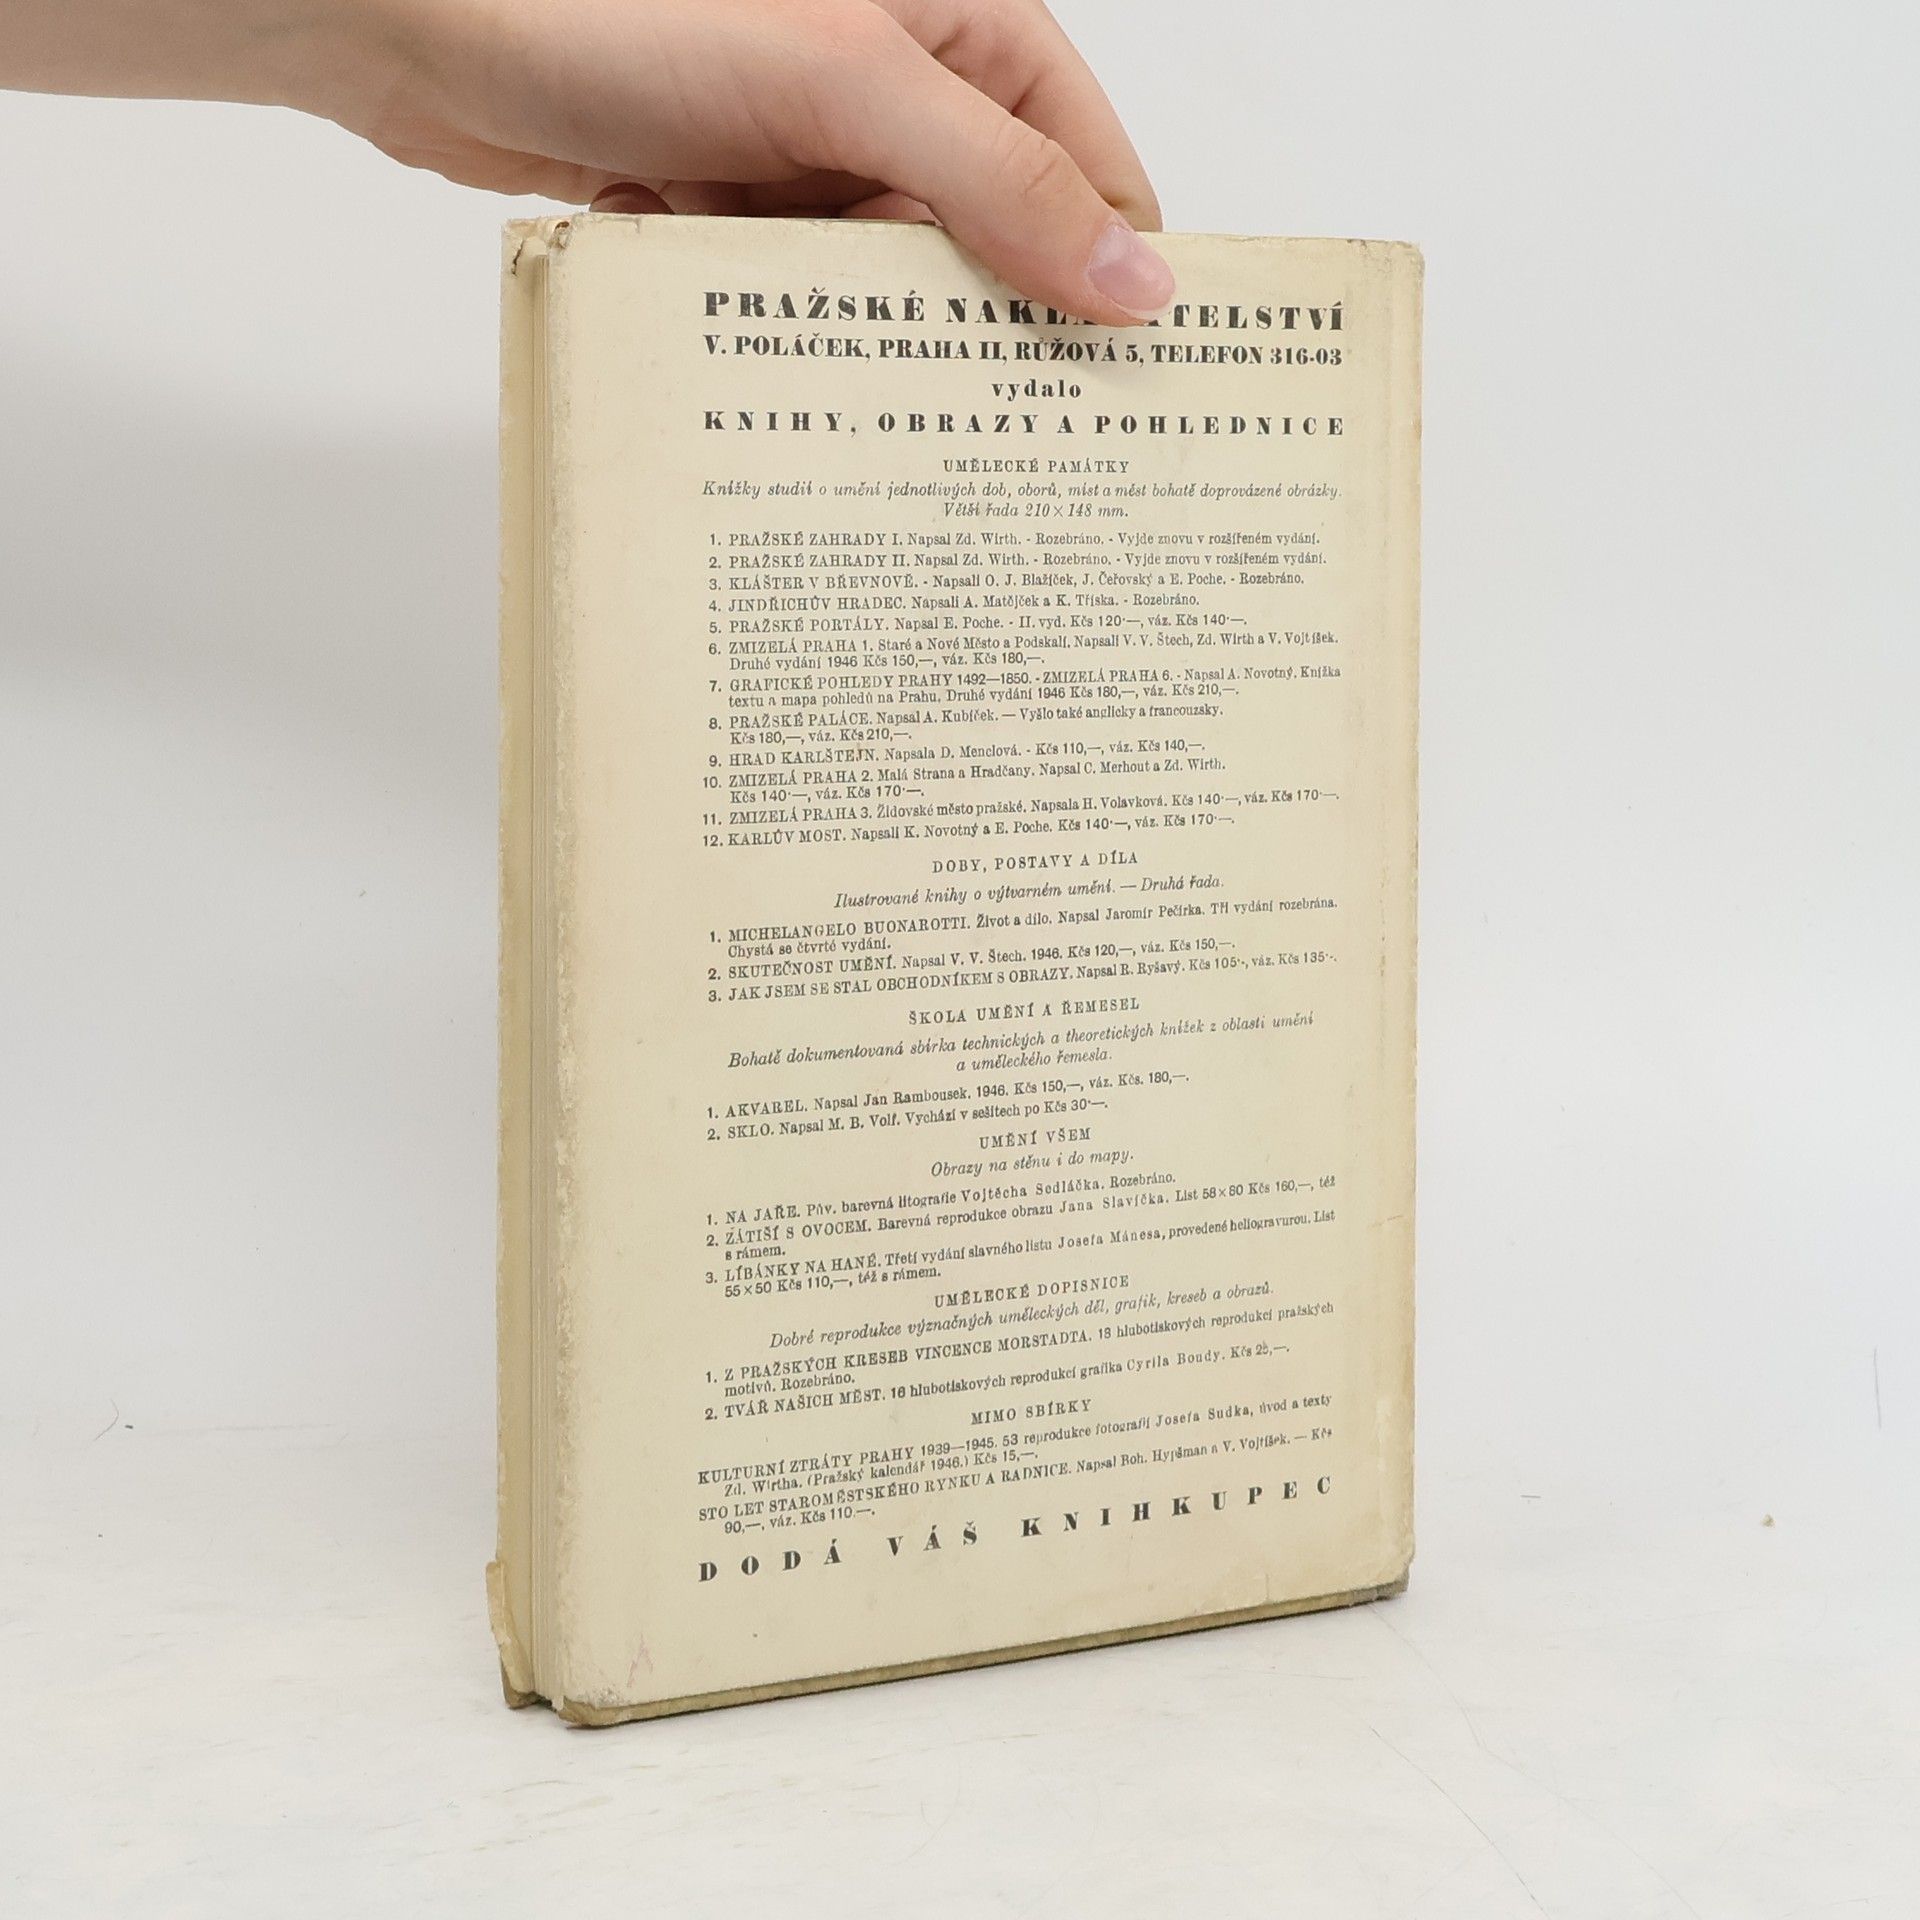 PRAŽSKÉ NAKL TELSTVÍ
V. POLÁČEK, PRAHA II, RŮŽOVÁ 5, TELEFON 316-03
vydalo
KNIHY, OBRAZY A POHLEDNICE
UMĚLECKÉ PAMÁTKY
Knížky studií o umění jednotlivých dob, oborů, míst a měst bohatě doprovázené obrázky.
Větší řada 210 × 148 mm.
1. PRAŽSKÉ ZAHRADY I. Napsal Zd. Wirth. - Rozebráno. - Vyjde znovu v rozšířeném vydání.
2. PRAŽSKÉ ZAHRADY II. Napsal Zd. Wirth. - Rozebráno. - Vyjde znovu v rozšířeném vydání.
3. KLÁŠTER V BŘEVNOVĚ. - Napsali O. J. Blažíček, J. Čeřovský a E. Poche. - Rozebráno.
4. JINDŘICHŮV HRADEC. Napsali A. Matějček a K. Tříska. - Rozebráno.
5. PRAŽSKÉ PORTÁLY. Napsal E. Poche. - II. vyd. Kčs 120·—, váz. Kčs 140·—.
6. ZMIZELÁ PRAHA 1. Staré a Nové Město a Podskalí. Napsali V. V. Štech, Zd. Wirth a V. Vojtíšek.
Druhé vydání 1946 Kčs 150,—, váz. Kčs 180,—.
7. GRAFICKÉ POHLEDY PRAHY 1492—1850. - ZMIZELÁ PRAHA 6. - Napsal A. Novotný. Knížka
textu a mapa pohledů na Prahu. Druhé vydání 1946 Kčs 180,—, váz. Kčs 210,—.
8. PRAŽSKÉ PALÁCE. Napsal A. Kubíček. — Vyšlo také anglicky a francouzsky.
Kčs 180,—, váz. Kčs 210,—.
9. HRAD KARLŠTEJN. Napsala D. Menclová. - Kčs 110,—, váz. Kčs 140,—.
10. ZMIZELÁ PRAHA 2. Malá Strana a Hradčany. Napsal C. Merhout a Zd. Wirth.
Kčs 140·—, váz. Kčs 170·—.
11. ZMIZELÁ PRAHA 3. Židovské město pražské. Napsala H. Volavková. Kčs 140·—, váz. Kčs 170·—.
12. KARLŮV MOST. Napsali K. Novotný a E. Poche. Kčs 140·—, váz. Kčs 170·—.
DOBY, POSTAVY A DÍLA
Ilustrované knihy o výtvarném umění. — Druhá řada.
1. MICHELANGELO BUONAROTTI. Život a dílo. Napsal Jaromír Pečírka. Tři vydání rozebrána.
Chystá se čtvrté vydání.
2. SKUTEČNOST UMĚNÍ. Napsal V. V. Štech. 1946. Kčs 120,—, váz. Kčs 150,—.
3. JAK JSEM SE STAL OBCHODNÍKEM S OBRAZY. Napsal R. Ryšavý. Kčs 105·-, váz. Kčs 135·-.
ŠKOLA UMĚNÍ A ŘEMESEL
Bohatě dokumentovaná sbírka technických a theoretických knížek z oblasti umění
a uměleckého řemesla.
1. AKVAREL. Napsal Jan Rambousek. 1946. Kčs 150,—, váz. Kčs. 180,—.
2. SKLO. Napsal M. B. Volf. Vychází v sešitech po Kčs 30·—.
UMĚNÍ VŠEM
Obrazy na stěnu i do mapy.
1. NA JAŘE. Pův. barevná litografie Vojtěcha Sedláčka. Rozebráno.
2. ZÁTIŠÍ S OVOCEM. Barevná reprodukce obrazu Jana Slavíčka. List 58 × 80 Kčs 160,—, též
s rámem.
3. LÍBÁNKY NA HANÉ. Třetí vydání slavného listu Josefa Mánesa, provedené heliogravurou. List
55 × 50 Kčs 110,—, též s rámem.
UMĚLECKÉ DOPISNICE
Dobré reprodukce význačných uměleckých děl, grafik, kreseb a obrazů.
1. Z PRAŽSKÝCH KRESEB VINCENCE MORSTADTA. 18 hlubotiskových reprodukcí pražských
motivů. Rozebráno.
2. TVÁŘ NAŠICH MĚST. 16 hlubotiskových reprodukcí grafika Cyrila Boudy. Kčs 25,—.
MIMO SBÍRKY
KULTURNÍ ZTRÁTY PRAHY 1939—1945. 53 reprodukce fotografií Josefa Sudka, úvod a texty
Zd. Wirtha. (Pražský kalendář 1946.) Kčs 15,—.
STO LET STAROMĚSTSKÉHO RYNKU A RADNICE. Napsal Boh. Hypšman a V. Vojtíšek. — Kčs
90,—, váz. Kčs 110.—.
DODÁ VÁŠ KNIHKUPEC